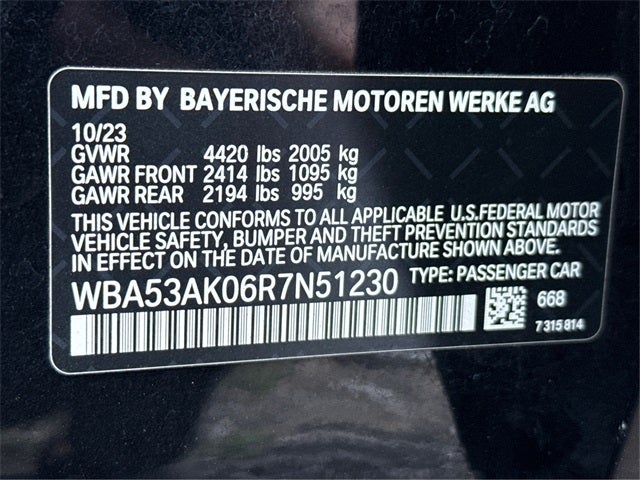 MFD BY BAYERISCHE MOTOREN WERKE AG
10/23
GVWR 4420 lbs 2005 kg
GAWR FRONT 2414 lbs 1095 kg
GAWR REAR 2194 lbs 995 kg
THIS VEHICLE CONFORMS TO ALL APPLICABLE U.S.FEDERAL MOTOR
VEHICLE SAFETY, BUMPER AND THEFT PREVENTION STANDARDS
IN EFFECT ON THE DATE OF MANUFACTURE SHOWN ABOVE.
WBA53AK06R7N51230 TYPE: PASSENGER CAR
668
7 315 814